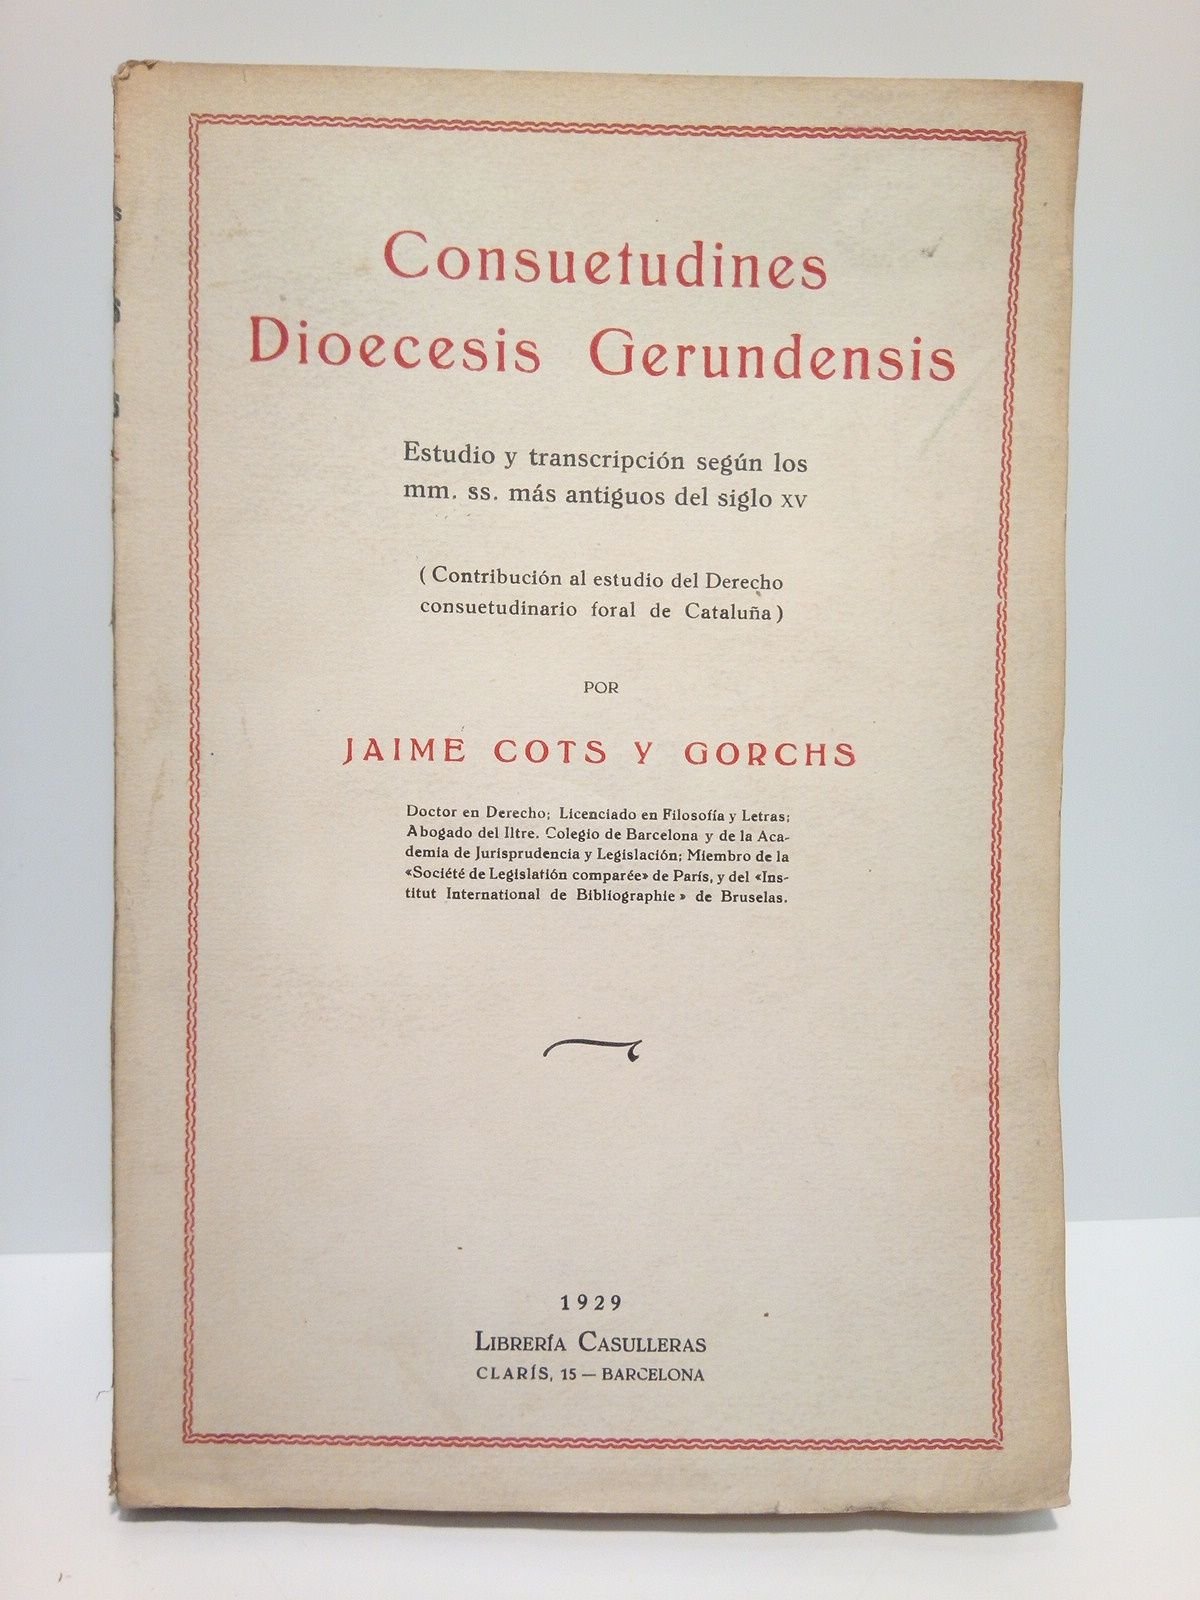 Consuetudines
Dioecesis Gerundensis
Estudio y transcripción según los
mm. ss. más antiguos del siglo XV
( Contribución al estudio del Derecho
consuetudinario foral de Cataluña )
POR
JAIME COTS Y GORCHS
Doctor en Derecho; Licenciado en Filosofía y Letras;
Abogado del Iltre. Colegio de Barcelona y de la Aca-
demia de Jurisprudencia y Legislación; Miembro de la
«Société de Legislatión comparée» de París, y del «Ins-
titut International de Bibliographie» de Bruselas.
1929
LIBRERÍA CASULLERAS
CLARÍS, 15 — BARCELONA